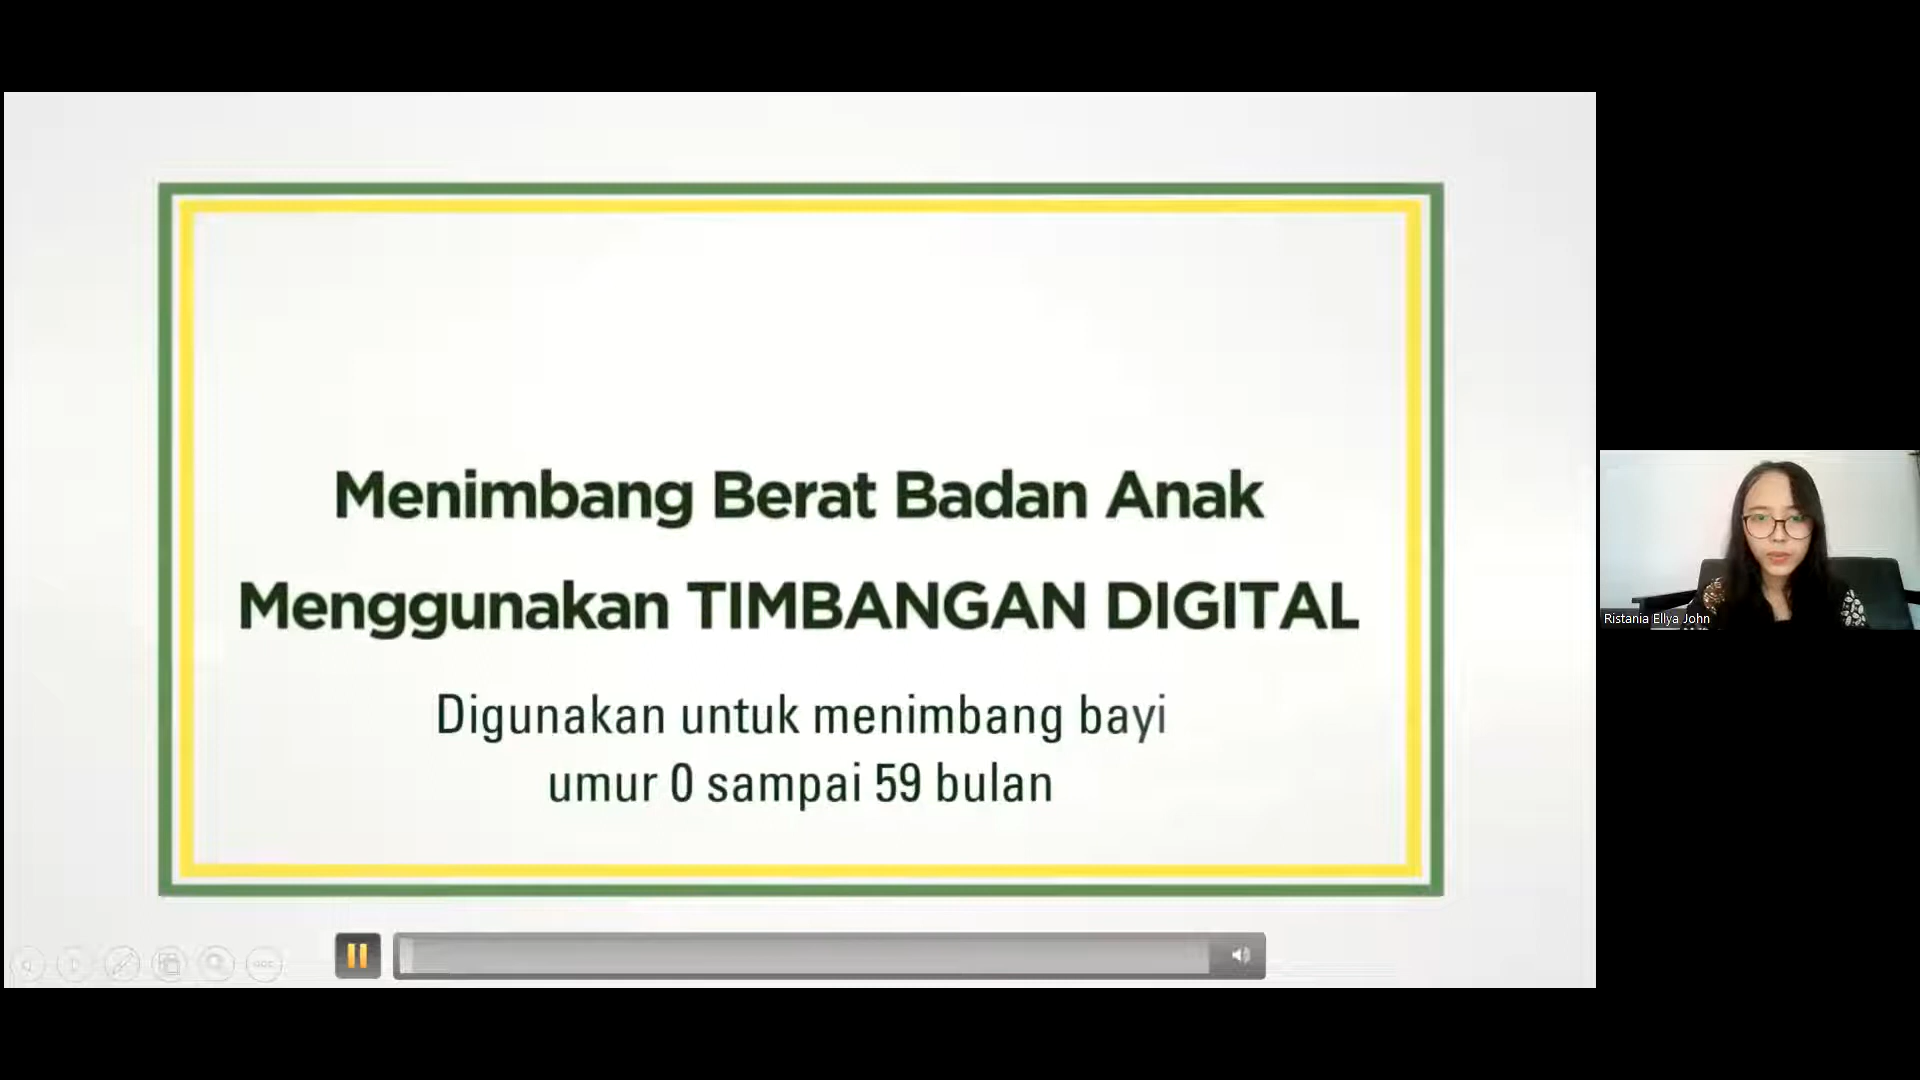 Menimbang Berat Badan Anak
Menggunakan TIMBANGAN DIGITAL
Digunakan untuk menimbang bayi
umur 0 sampai 59 bulan
Ristania Ellya John